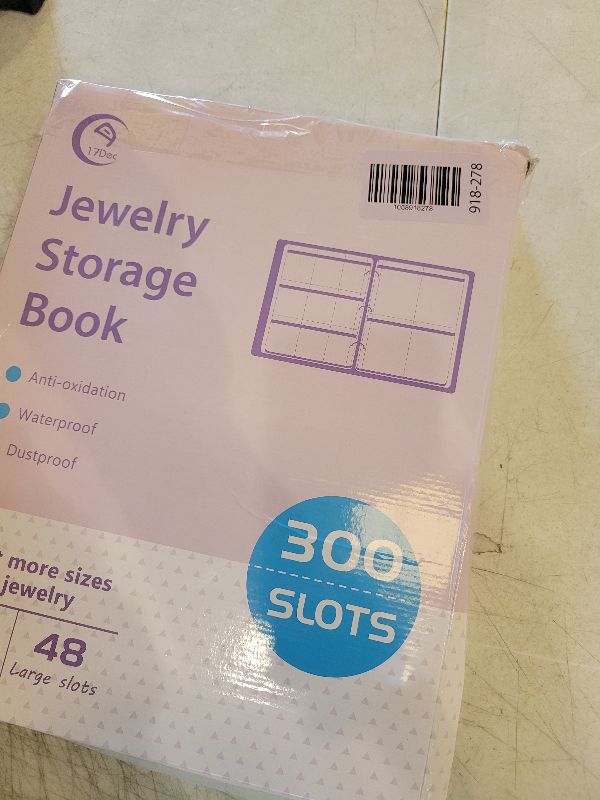 17Dec
918-278
Jewelry
Storage
Book
Anti-oxidation
Waterproof
Dustproof
300
SLOTS
more sizes
jewelry
48
Large slots